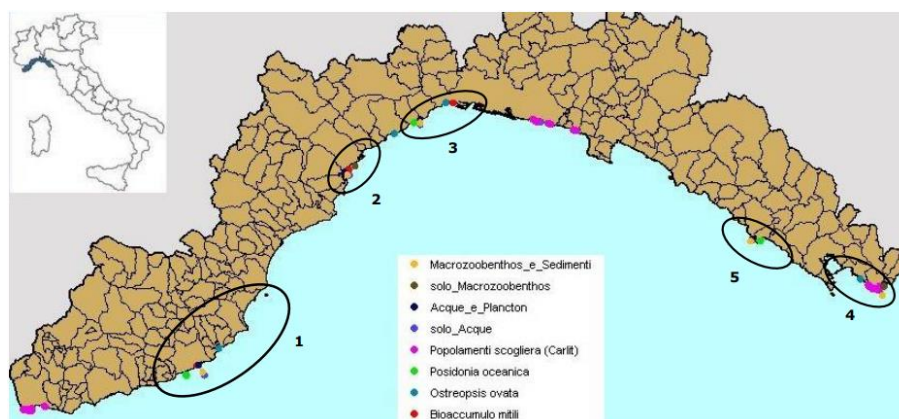 3
2
5
4
1
Macrozoobenthos_e_Sedimenti
solo_Macrozoobenthos
Acque_e_Plancton
solo_Acque
Popolamenti scogliera (Carlit)
Posidonia oceanica
Ostreopsis ovata
Bioaccumulo mitili